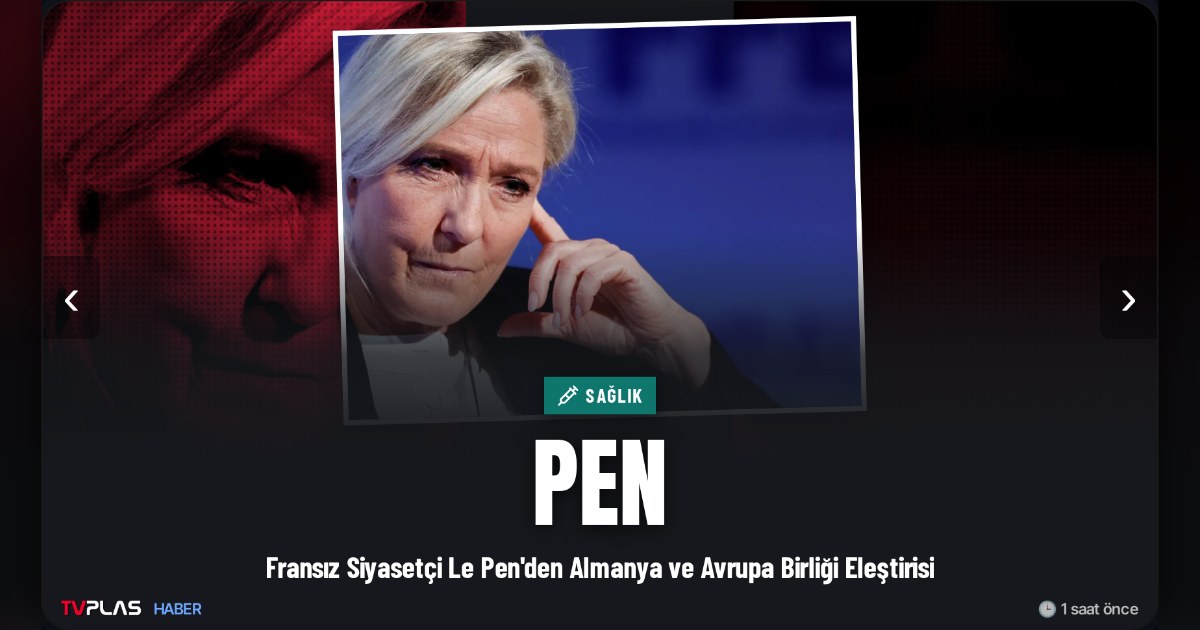 SAĞLIK
PEN
Fransız Siyasetçi Le Pen'den Almanya ve Avrupa Birliği Eleştirisi
TVPLAS HABER
1 saat önce